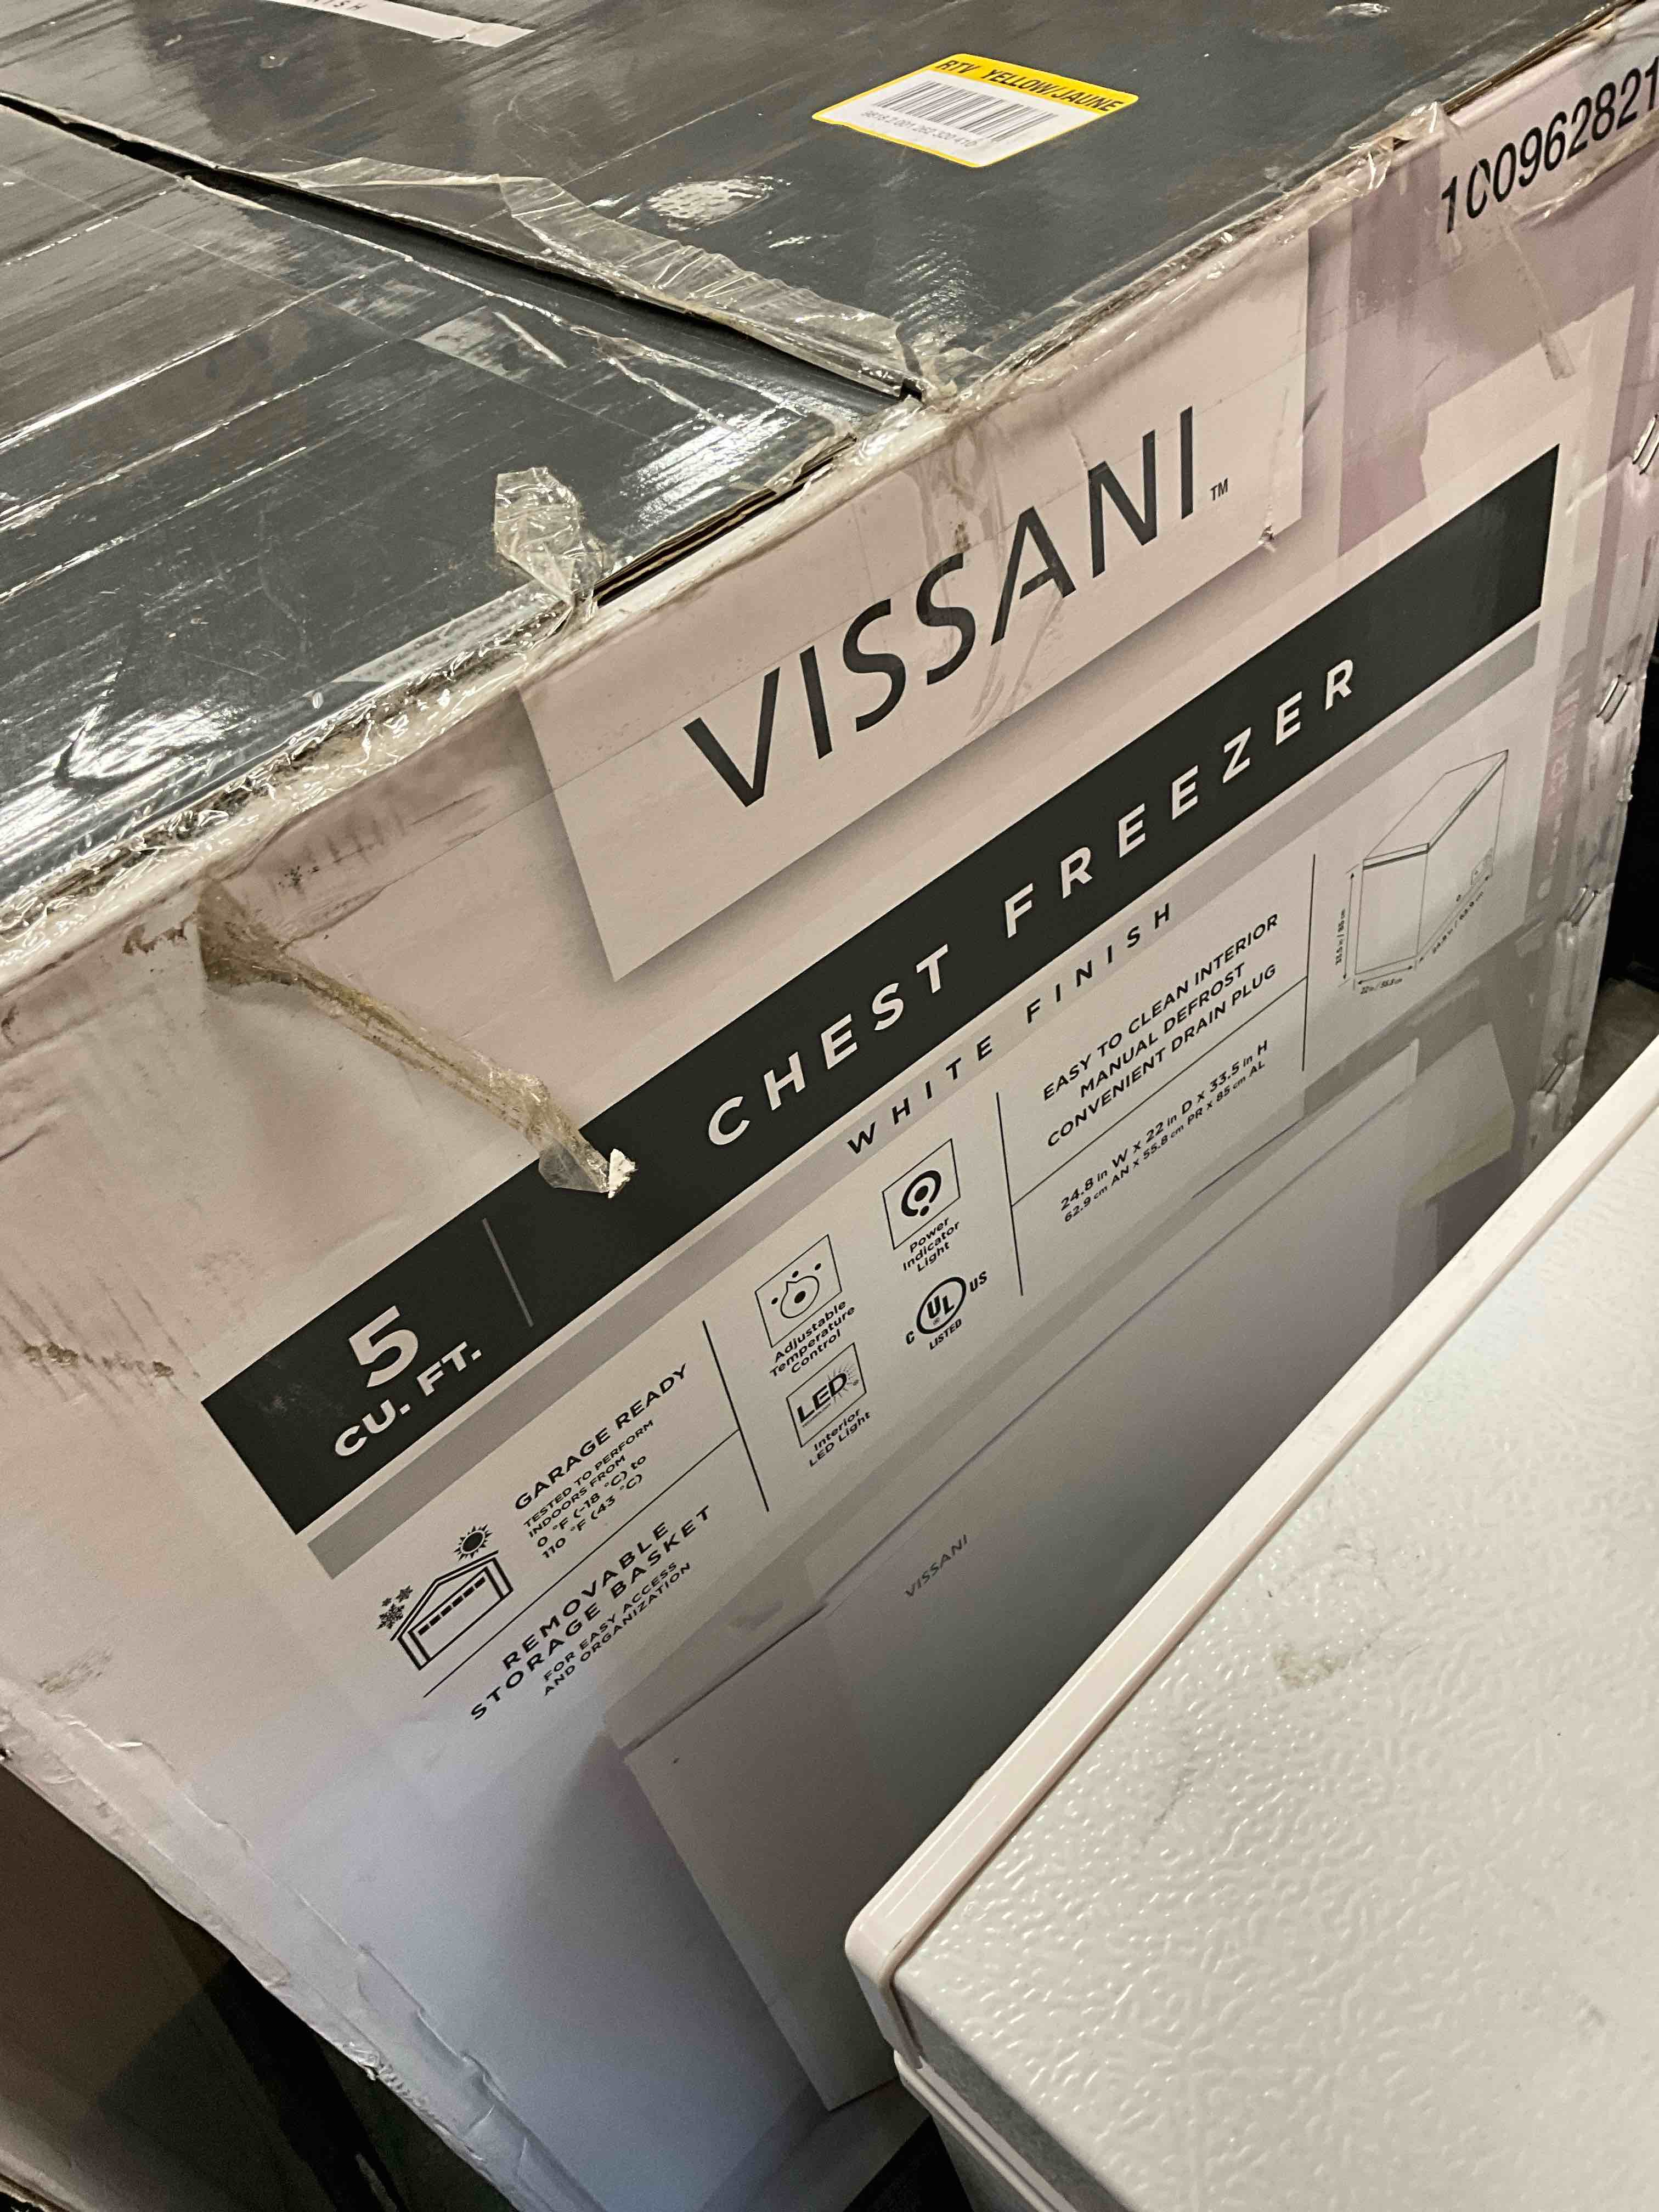 RTV YELLOW/JAUNE
100962821
VISSANI™
CHEST FREEZER
5
CU. FT.
WHITE FINISH
GARAGE READY
TESTED TO PERFORM
INDOORS FROM
0 °F (-18 °C) to
110 °F (43 °C)
REMOVABLE
STORAGE BASKET
FOR EASY ACCESS
AND ORGANIZATION
Adjustable
Temperature
Control
Power
Indicator
Light
LED
Interior
LED Light
C UL US
LISTED
EASY TO CLEAN INTERIOR
MANUAL DEFROST
CONVENIENT DRAIN PLUG
24.8 in W x 22 in D x 33.5 in H
62.9 cm AN x 55.8 cm PR x 85 cm AL
VISSANI